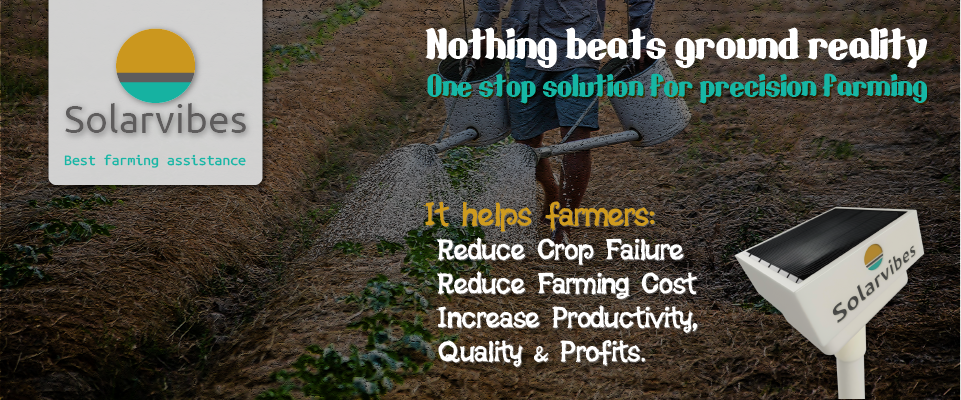 Solarvibes
Best farming assistance
Nothing beats ground reality
One stop solution for precision farming
It helps farmers:
Reduce Crop Failure
Reduce Farming Cost
Increase Productivity,
Quality & Profits.
Solarvibes